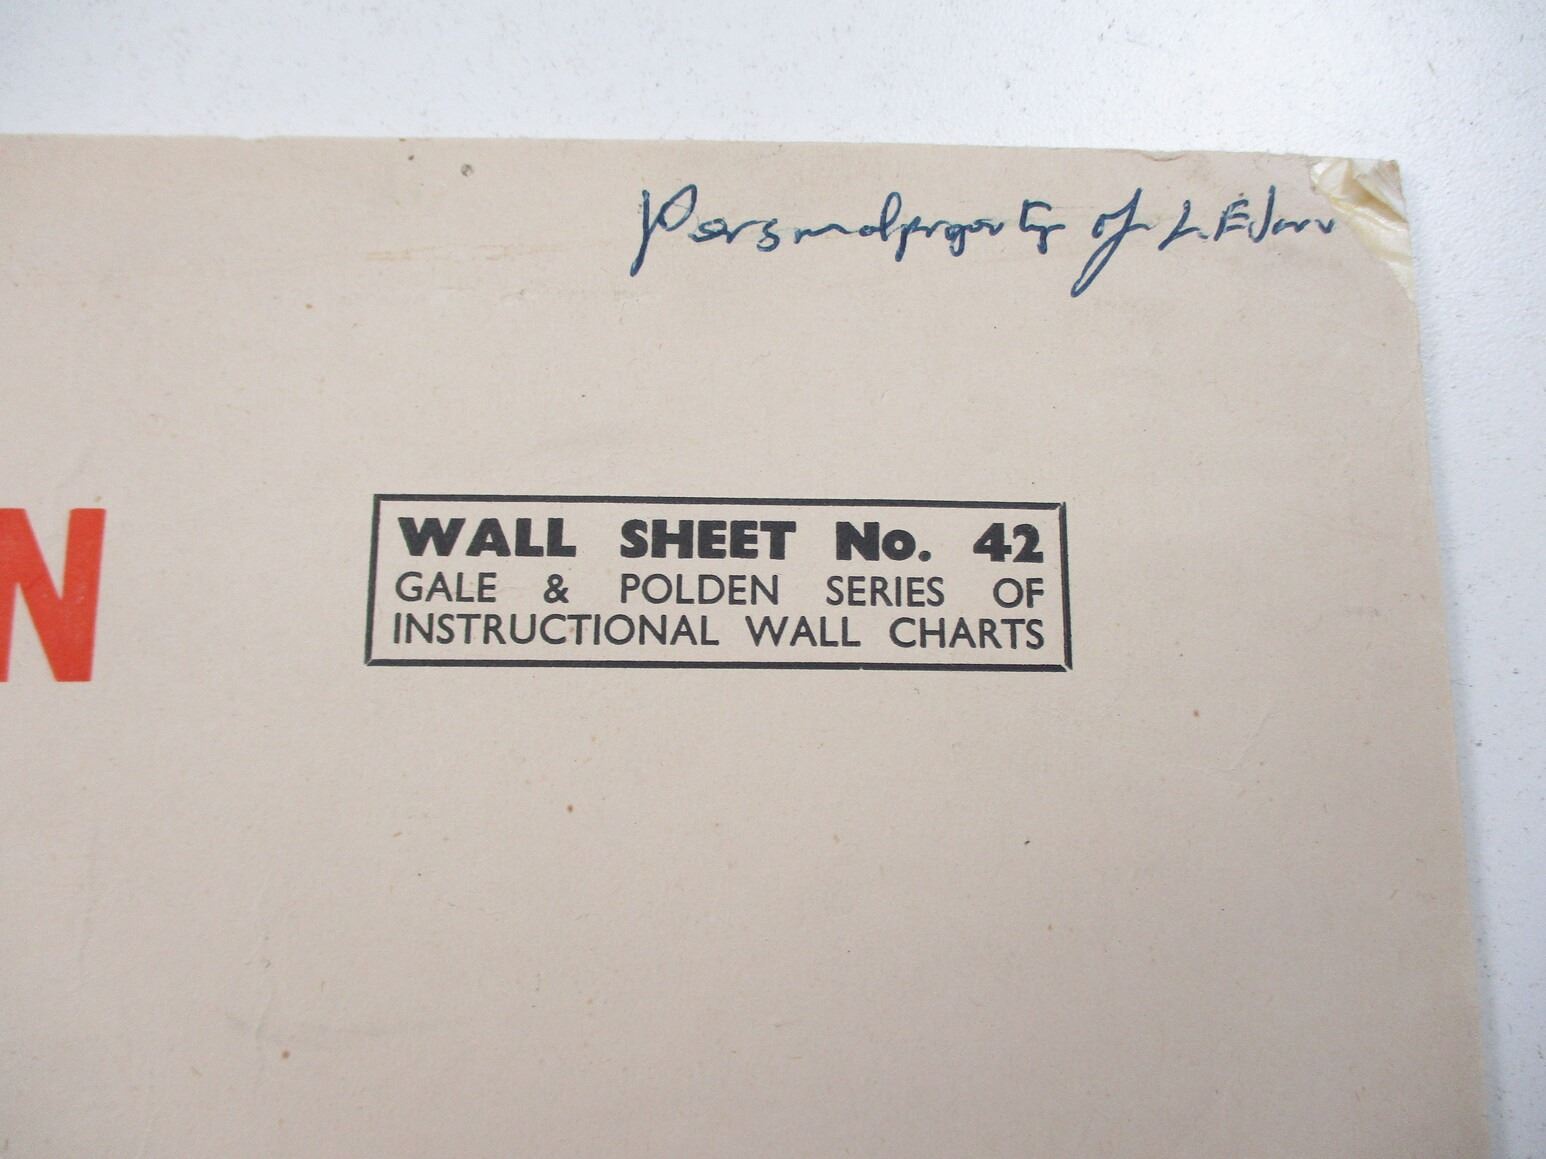 Personal property of L. E.
N
WALL SHEET No. 42
GALE & POLDEN SERIES OF
INSTRUCTIONAL WALL CHARTS